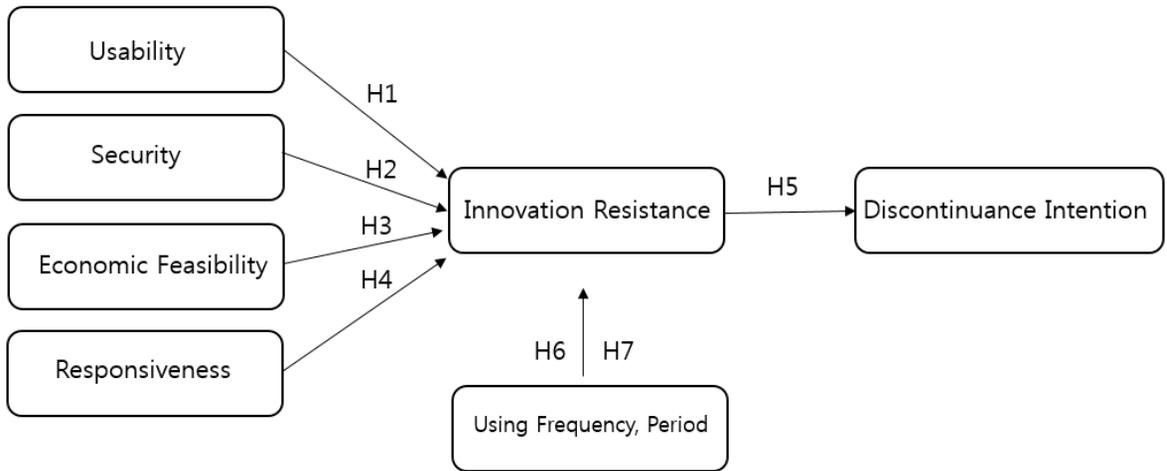 Usability
H1
Security
H2
Innovation Resistance
H5
Discontinuance Intention
H3
Economic Feasibility
H4
Responsiveness
H6 H7
Using Frequency, Period